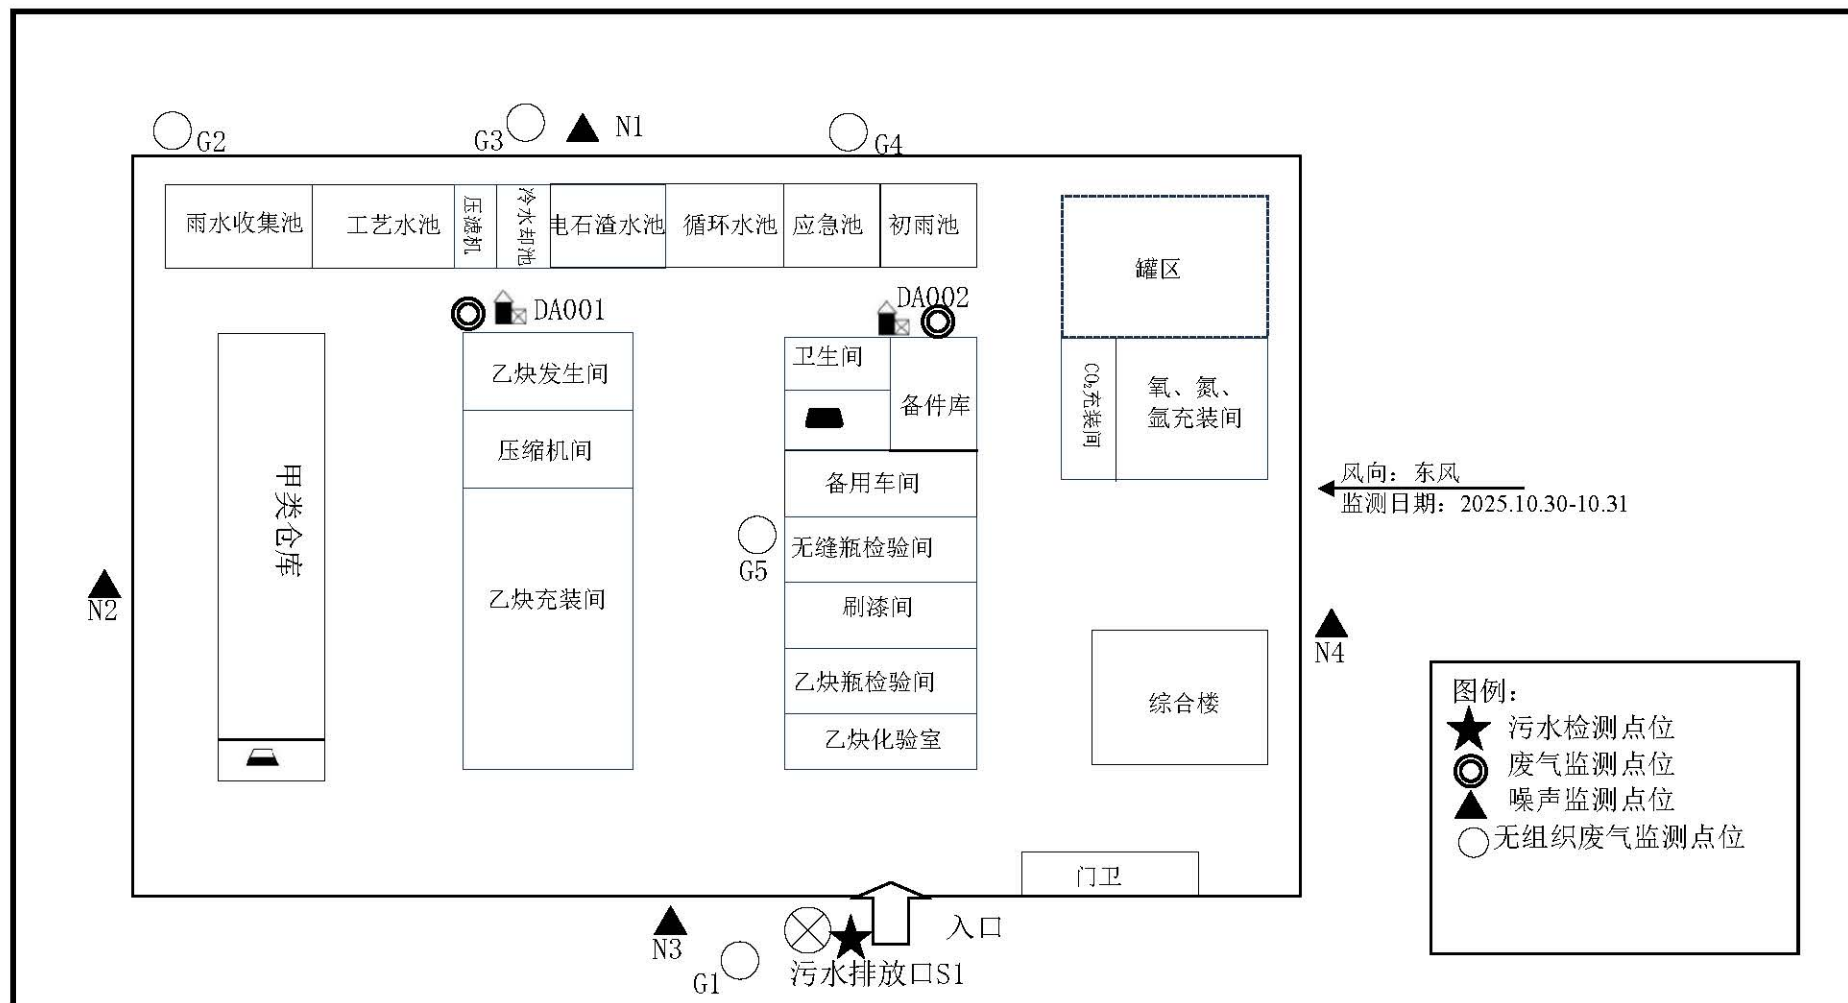 G2
G3
N1
G4
雨水收集池
工艺水池
压滤机
冷水却池
电石渣水池
循环水池
应急池
初雨池
罐区
DA001
DA002
乙炔发生间
压缩机间
乙炔充装间
甲类仓库
卫生间
备件库
备用车间
无缝瓶检验间
刷漆间
乙炔瓶检验间
乙炔化验室
G5
CO₂充装间
氧、氮、
氩充装间
风向：东风
监测日期：2025.10.30-10.31
N2
N4
综合楼
门卫
入口
N3
G1
污水排放口S1
图例：
污水检测点位
废气监测点位
噪声监测点位
无组织废气监测点位